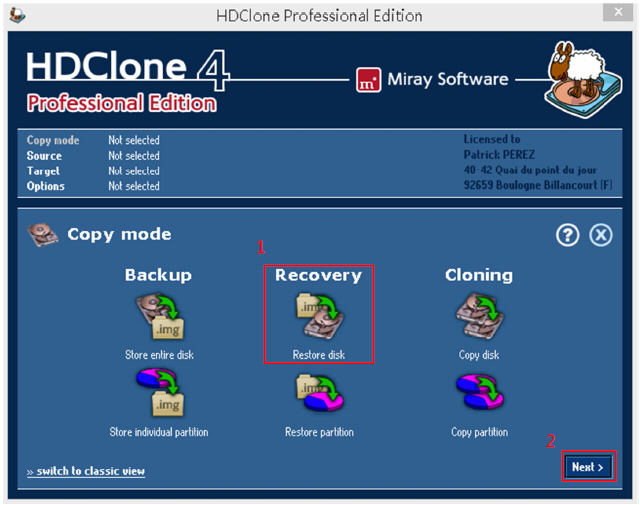 HDClone Professional Edition
HDClone 4
Professional Edition
m
Miray Software
Copy mode Not selected
Source Not selected
Target Not selected
Options Not selected
Licensed to
Patrick PEREZ
40-42 Quai du point du jour
92659 Boulogne Billancourt (F)
Copy mode
1
Backup Recovery Cloning
.img .img
Store entire disk Restore disk Copy disk
.img .img
Store individual partition Restore partition Copy partition
2
» switch to classic view
Next >